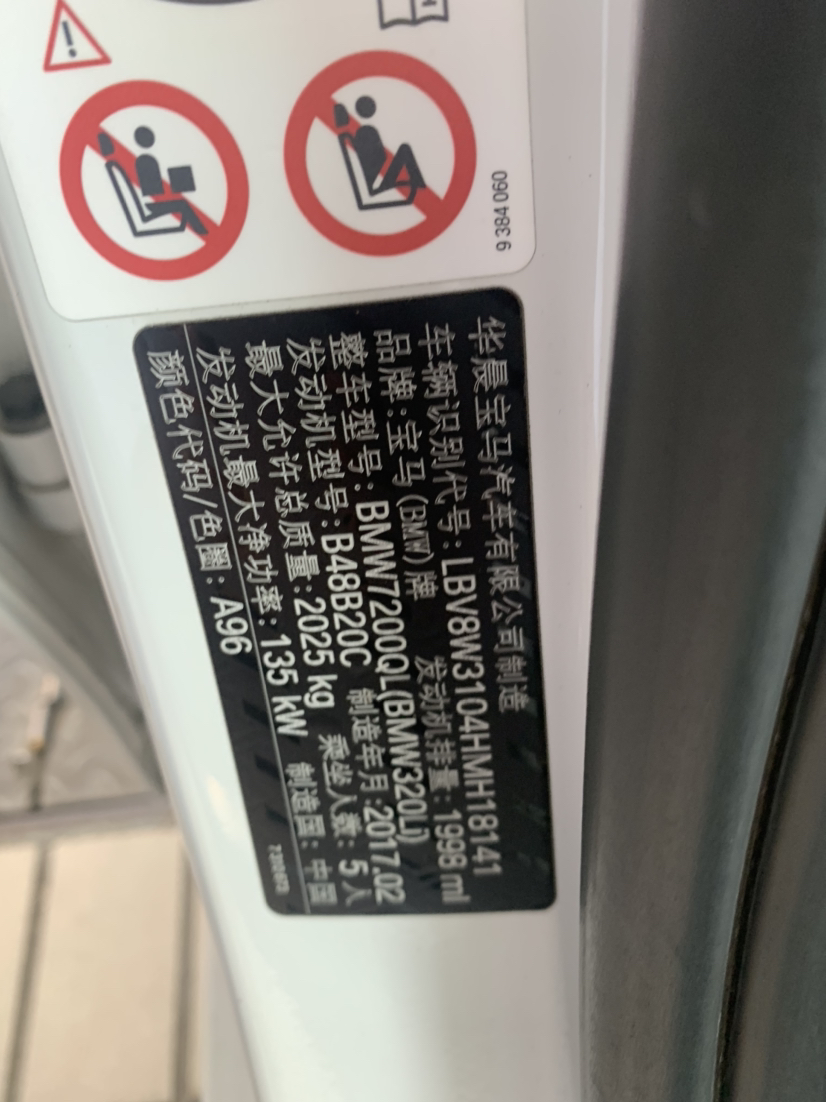 9 384 060
华晨宝马汽车有限公司制造
车辆识别代号：LBV8W3104HMH18141
品牌：宝马(BMW)牌 发动机排量：1998 ml
整车型号：BMW7200QL(BMW320Li)
发动机型号：B48B20C 制造年月：2017.02
最大允许总质量：2025 kg 乘坐人数：5人
发动机最大净功率：135 kW 制造国：中国
颜色代码/色圈：A96